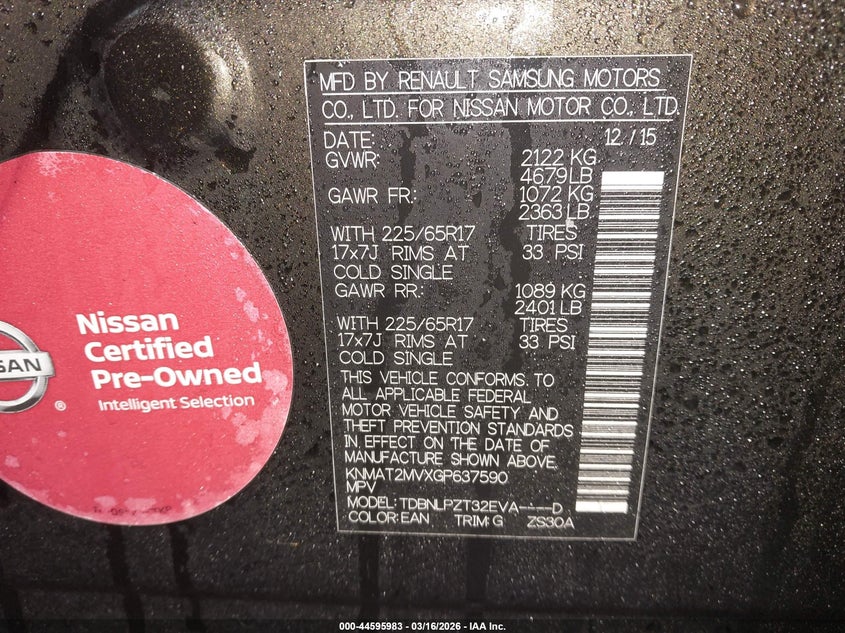 MFD BY RENAULT SAMSUNG MOTORS
CO., LTD. FOR NISSAN MOTOR CO., LTD.
DATE: 12 / 15
GVWR: 2122 KG
4679 LB
GAWR FR: 1072 KG
2363 LB.
WITH 225/65R17 TIRES
17x7J RIMS AT 33 PSI
COLD SINGLE
GAWR RR: 1089 KG
2401 LB
WITH 225/65R17 TIRES
17x7J RIMS AT 33 PSI
COLD SINGLE
THIS VEHICLE CONFORMS TO
ALL APPLICABLE FEDERAL
MOTOR VEHICLE SAFETY AND
THEFT PREVENTION STANDARDS
IN EFFECT ON THE DATE OF
MANUFACTURE SHOWN ABOVE.
KNMAT2MVXGP637590
MPV
MODEL: TDBNLPZT32EVA----D
COLOR: EAN TRIM: G ZS30A
Nissan
Certified
Pre-Owned
Intelligent Selection
SSAN
®
000-44595983 - 03/16/2026 - IAA Inc.